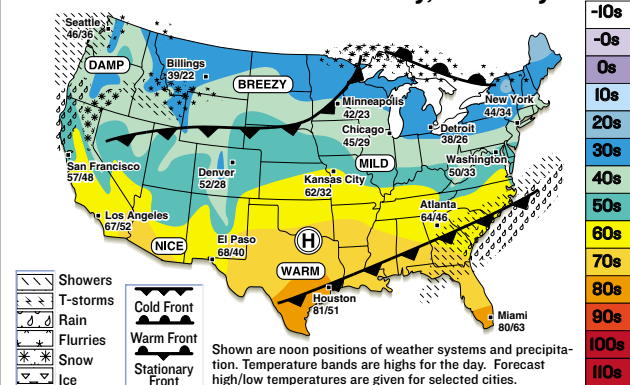 Seattle
46/36
DAMP
Billings
39/22
BREEZY
Minneapolis
42/23
New York
44/34
Chicago
45/29
Detroit
38/26
San Francisco
57/48
Denver
52/28
MILD
Washington
50/33
Kansas City
62/32
Atlanta
64/46
Los Angeles
67/52
NICE
El Paso
68/40
H
WARM
Houston
81/51
Miami
80/63
Showers
T-storms
Rain
Flurries
Snow
Ice
Cold Front
Warm Front
Stationary
Front
Shown are noon positions of weather systems and precipita-
tion. Temperature bands are highs for the day. Forecast
high/low temperatures are given for selected cities.
-10s
-0s
0s
10s
20s
30s
40s
50s
60s
70s
80s
90s
100s
110s